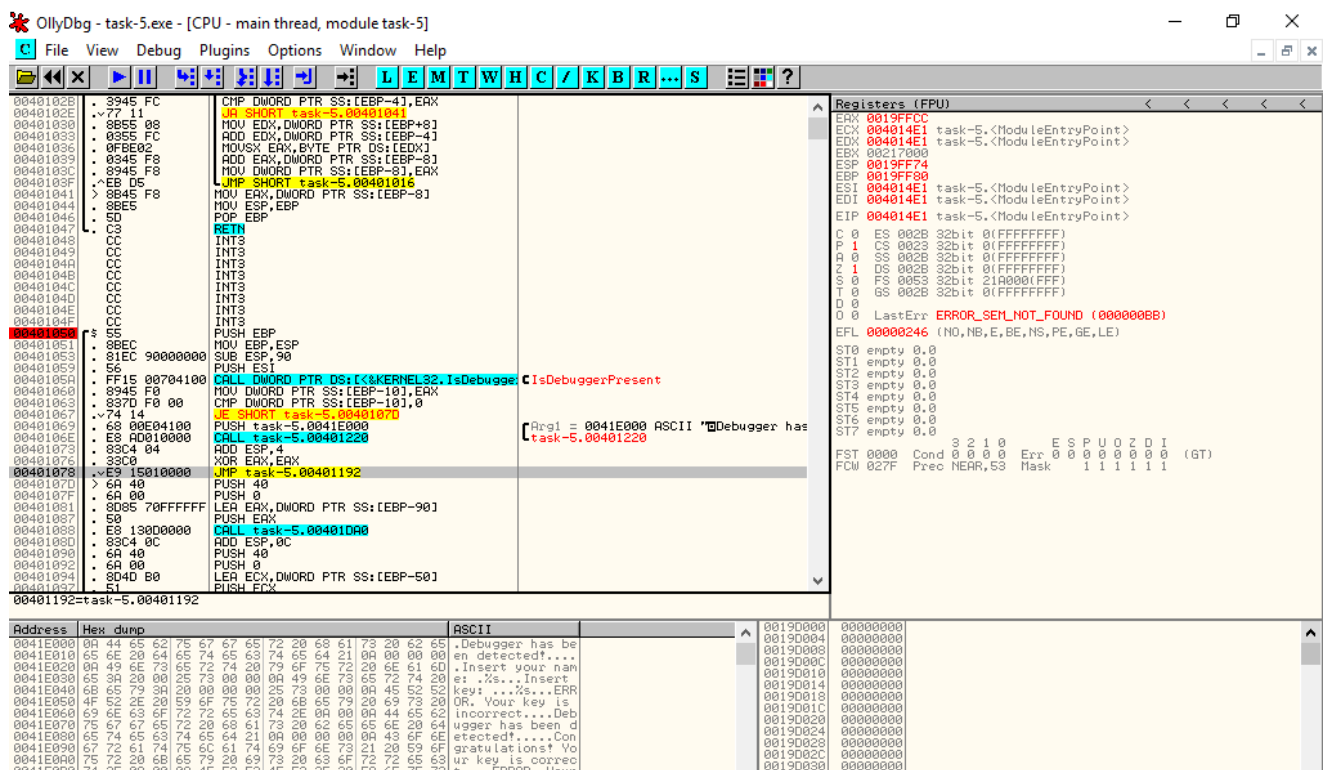 OllyDbg - task-5.exe - [CPU - main thread, module task-5]
C File View Debug Plugins Options Window Help
L E M T W H C / K B R ... S ?
0040102B . 3945 FC CMP DWORD PTR SS:[EBP-4],EAX
0040102E .v77 11 JA SHORT task-5.00401041
00401030 . 8B55 08 MOV EDX,DWORD PTR SS:[EBP+8]
00401033 . 0355 FC ADD EDX,DWORD PTR SS:[EBP-4]
00401036 . 0FBE02 MOVSX EAX,BYTE PTR DS:[EDX]
00401039 . 0345 F8 ADD EAX,DWORD PTR SS:[EBP-8]
0040103C . 8945 F8 MOV DWORD PTR SS:[EBP-8],EAX
0040103F .^EB D5 JMP SHORT task-5.00401016
00401041 > 8B45 F8 MOV EAX,DWORD PTR SS:[EBP-8]
00401044 . 8BE5 MOV ESP,EBP
00401046 . 5D POP EBP
00401047 . C3 RETN
00401048 CC INT3
00401049 CC INT3
0040104A CC INT3
0040104B CC INT3
0040104C CC INT3
0040104D CC INT3
0040104E CC INT3
0040104F CC INT3
00401050 $ 55 PUSH EBP
00401051 . 8BEC MOV EBP,ESP
00401053 . 81EC 90000000 SUB ESP,90
00401059 . 56 PUSH ESI
0040105A . FF15 00704100 CALL DWORD PTR DS:[<&KERNEL32.IsDebugge: IsDebuggerPresent
00401060 . 8945 F0 MOV DWORD PTR SS:[EBP-10],EAX
00401063 . 837D F0 00 CMP DWORD PTR SS:[EBP-10],0
00401067 .v74 14 JE SHORT task-5.0040107D
00401069 . 68 00E04100 PUSH task-5.0041E000 Arg1 = 0041E000 ASCII "Debugger has
0040106E . E8 AD010000 CALL task-5.00401220 task-5.00401220
00401073 . 83C4 04 ADD ESP,4
00401076 . 33C0 XOR EAX,EAX
00401078 .vE9 15010000 JMP task-5.00401192
0040107D > 6A 40 PUSH 40
0040107F . 6A 00 PUSH 0
00401081 . 8D85 70FFFFFF LEA EAX,DWORD PTR SS:[EBP-90]
00401087 . 50 PUSH EAX
00401088 . E8 130D0000 CALL task-5.00401DA0
0040108D . 83C4 0C ADD ESP,0C
00401090 . 6A 40 PUSH 40
00401092 . 6A 00 PUSH 0
00401094 . 8D4D B0 LEA ECX,DWORD PTR SS:[EBP-50]
00401097 . 51 PUSH ECX
00401192=task-5.00401192
Registers (FPU) < < < < <
EAX 0019FFCC
ECX 004014E1 task-5.<ModuleEntryPoint>
EDX 004014E1 task-5.<ModuleEntryPoint>
EBX 00217000
ESP 0019FF74
EBP 0019FF80
ESI 004014E1 task-5.<ModuleEntryPoint>
EDI 004014E1 task-5.<ModuleEntryPoint>
EIP 004014E1 task-5.<ModuleEntryPoint>
C 0 ES 002B 32bit 0(FFFFFFFF)
P 1 CS 0023 32bit 0(FFFFFFFF)
A 0 SS 002B 32bit 0(FFFFFFFF)
Z 1 DS 002B 32bit 0(FFFFFFFF)
S 0 FS 0053 32bit 21A000(FFF)
T 0 GS 002B 32bit 0(FFFFFFFF)
D 0
O 0 LastErr ERROR_SEM_NOT_FOUND (000000BB)
EFL 00000246 (NO,NB,E,BE,NS,PE,GE,LE)
ST0 empty 0.0
ST1 empty 0.0
ST2 empty 0.0
ST3 empty 0.0
ST4 empty 0.0
ST5 empty 0.0
ST6 empty 0.0
ST7 empty 0.0
3 2 1 0 E S P U O Z D I
FST 0000 Cond 0 0 0 0 Err 0 0 0 0 0 0 0 0 (GT)
FCW 027F Prec NEAR,53 Mask 1 1 1 1 1 1
Address Hex dump ASCII
0041E000 0A 44 65 62 75 67 67 65 72 20 68 61 73 20 62 65 .Debugger has be
0041E010 65 6E 20 64 65 74 65 63 74 65 64 21 0A 00 00 00 en detected!....
0041E020 0A 49 6E 73 65 72 74 20 79 6F 75 72 20 6E 61 6D .Insert your nam
0041E030 65 3A 20 00 25 73 00 00 0A 49 6E 73 65 72 74 20 e: .%s...Insert
0041E040 6B 65 79 3A 20 00 00 00 25 73 00 00 0A 45 52 52 key: ...%s...ERR
0041E050 4F 52 2E 20 59 6F 75 72 20 6B 65 79 20 69 73 20 OR. Your key is
0041E060 69 6E 63 6F 72 72 65 63 74 2E 0A 00 0A 44 65 62 incorrect....Deb
0041E070 75 67 67 65 72 20 68 61 73 20 62 65 65 6E 20 64 ugger has been d
0041E080 65 74 65 63 74 65 64 21 0A 00 00 00 0A 43 6F 6E etected!.....Con
0041E090 67 72 61 74 75 6C 61 74 69 6F 6E 73 21 20 59 6F gratulations! Yo
0041E0A0 75 72 20 6B 65 79 20 69 73 20 63 6F 72 72 65 63 ur key is correc
0019D000 00000000
0019D004 00000000
0019D008 00000000
0019D00C 00000000
0019D010 00000000
0019D014 00000000
0019D018 00000000
0019D01C 00000000
0019D020 00000000
0019D024 00000000
0019D028 00000000
0019D02C 00000000
0019D030 00000000